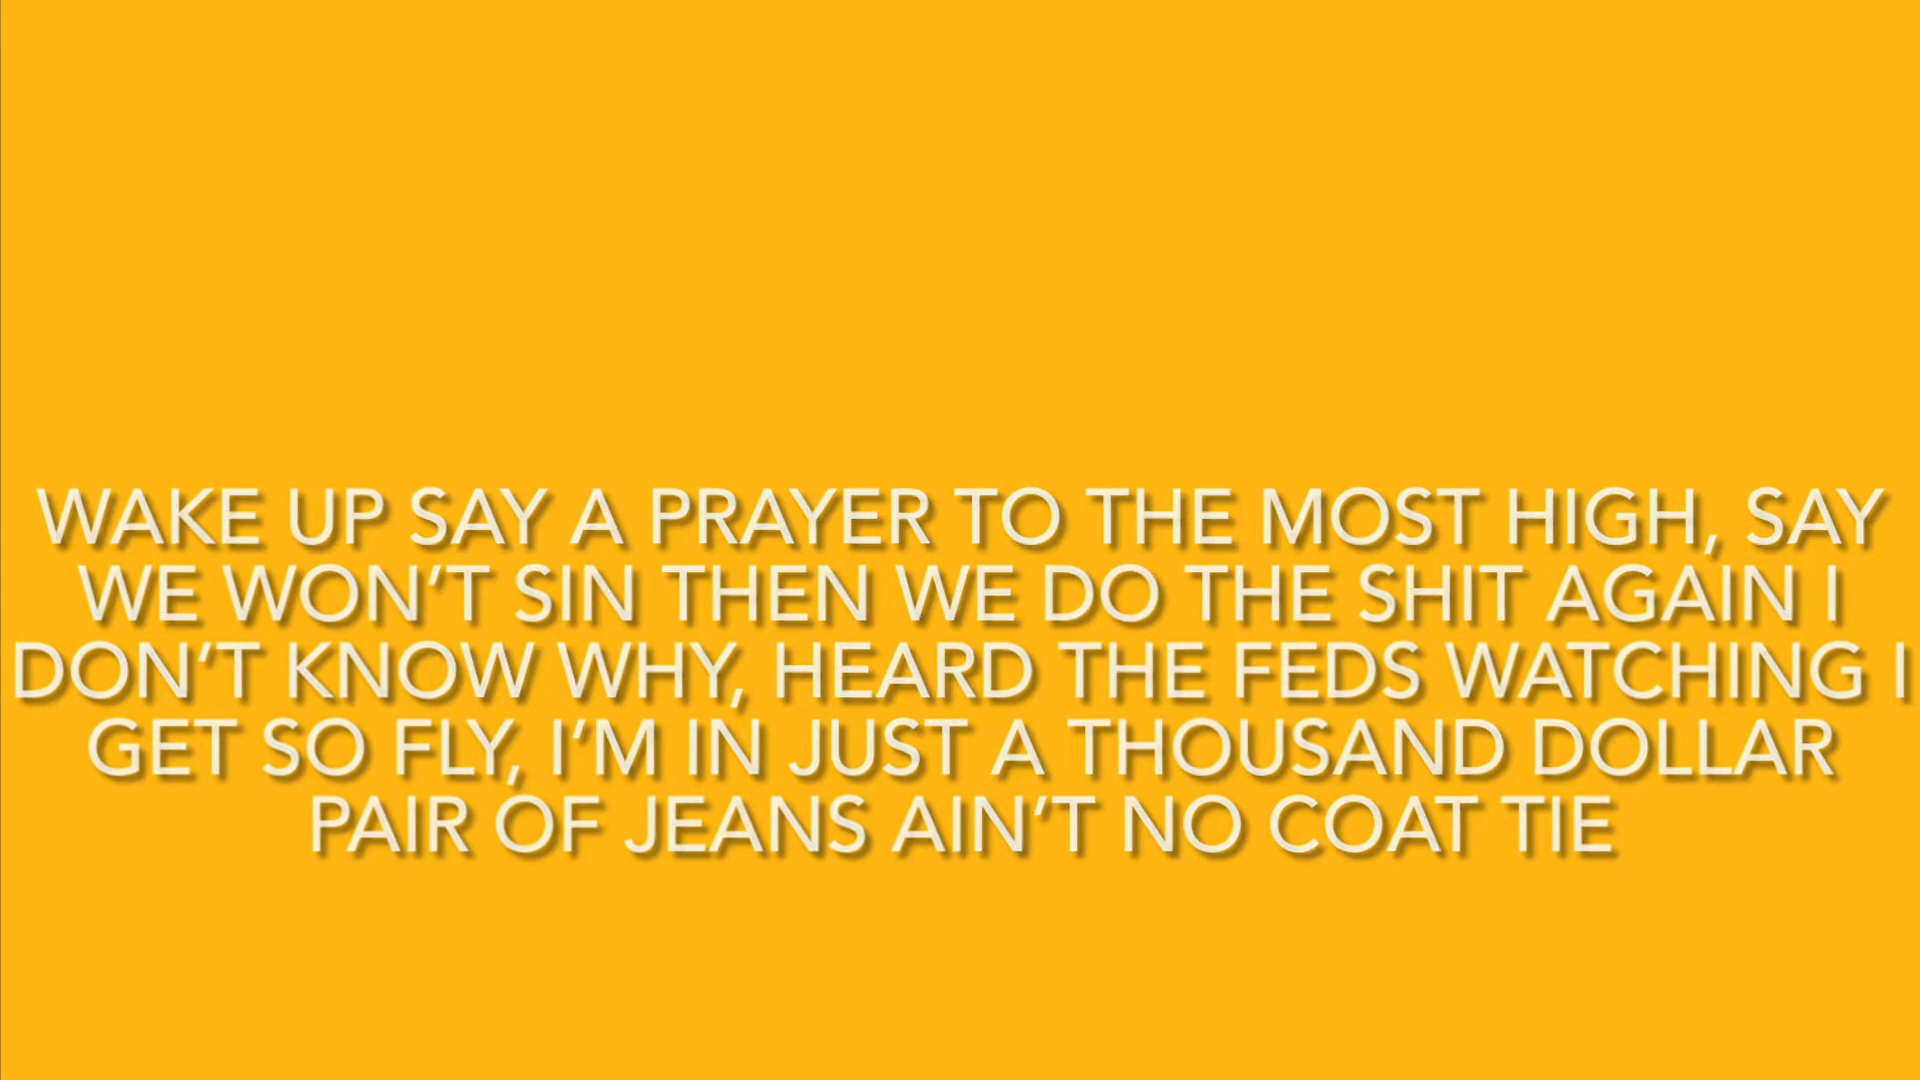 WAKE UP SAY A PRAYER TO THE MOST HIGH, SAY
WE WON’T SIN THEN WE DO THE SHIT AGAIN I
DON’T KNOW WHY, HEARD THE FEDS WATCHING I
GET SO FLY, I’M IN JUST A THOUSAND DOLLAR
PAIR OF JEANS AIN’T NO COAT TIE